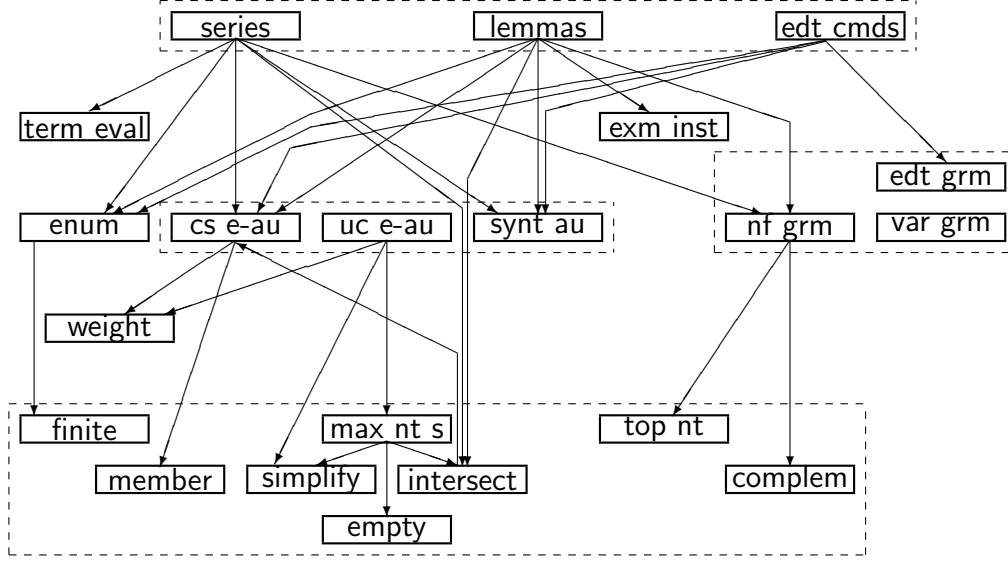 series
lemmas
edt cmds
term eval
exm inst
edt grm
enum
cs e-au
uc e-au
synt au
nf grm
var grm
weight
finite
max nt s
top nt
member
simplify
intersect
complem
empty